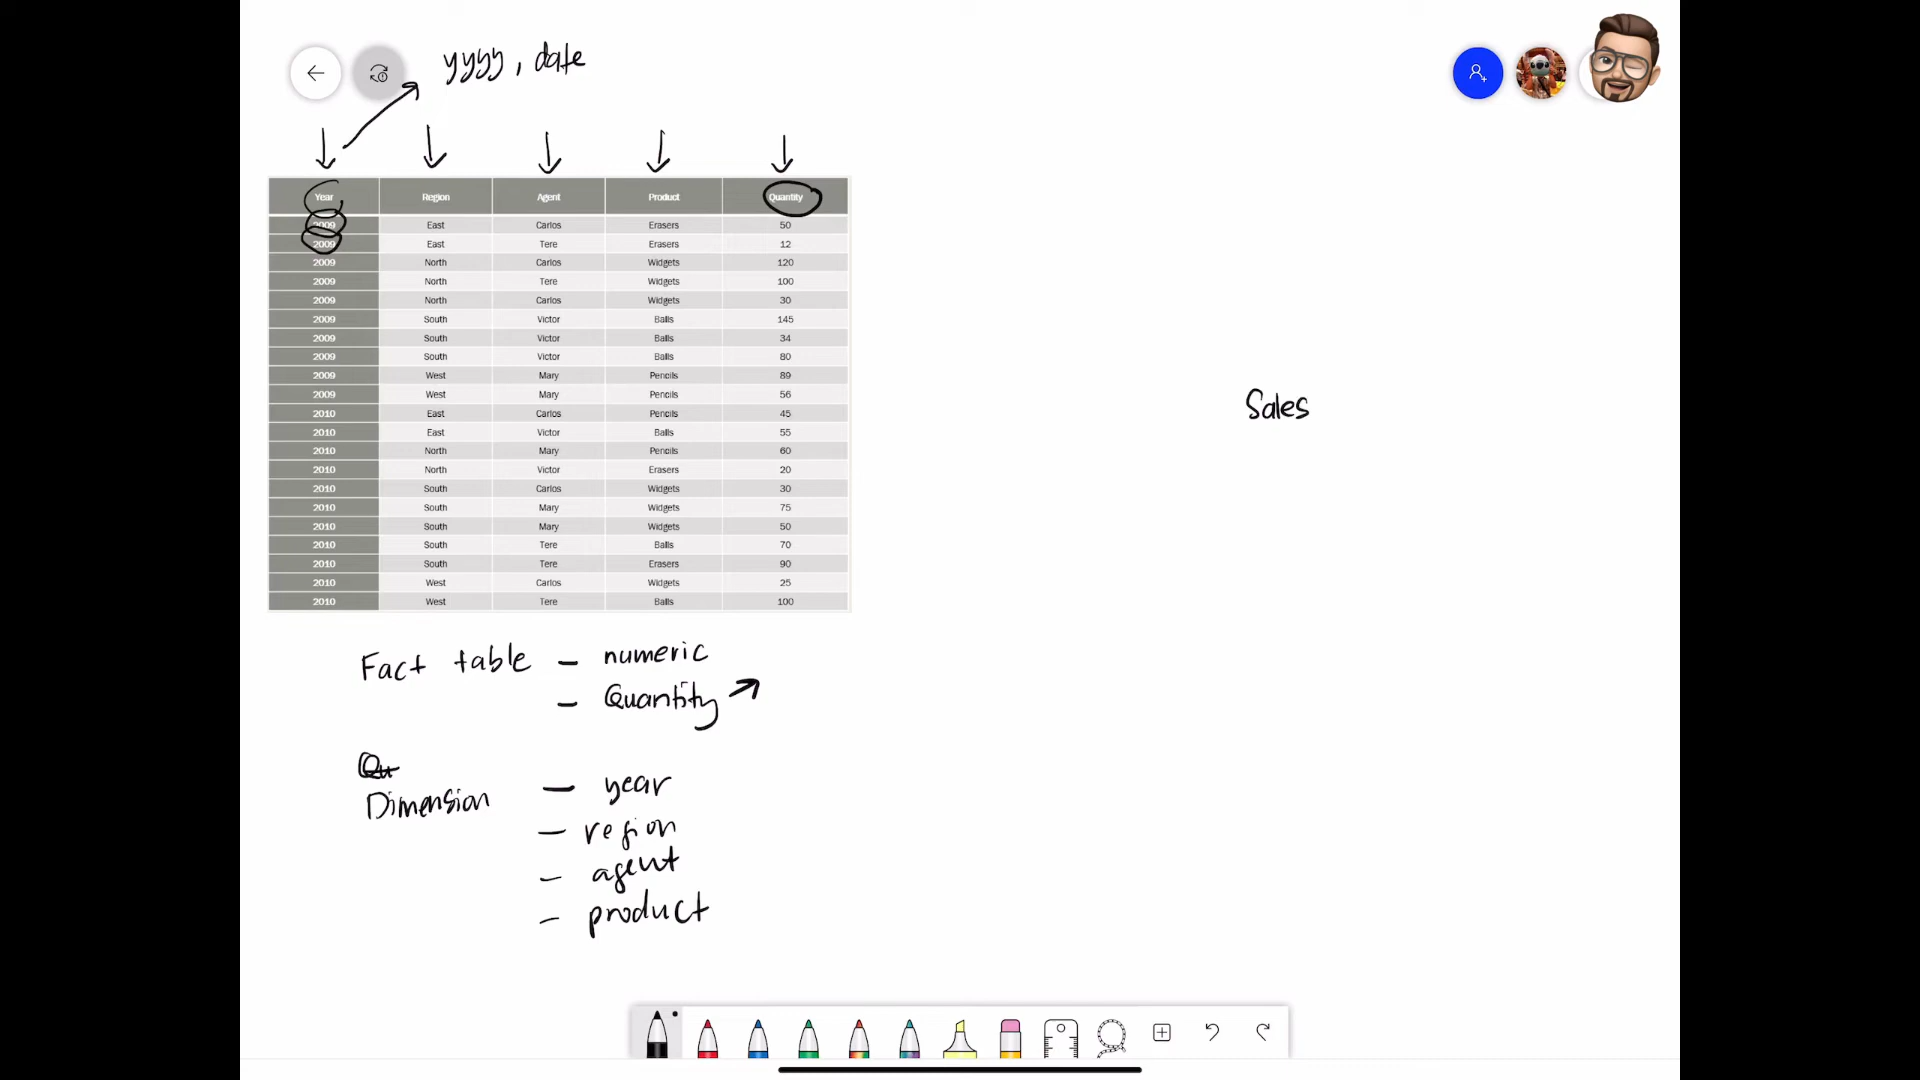 yyyy, date
Year Region Agent Product Quantity
2009 East Carlos Erasers 50
2009 East Tere Erasers 12
2009 North Carlos Widgets 120
2009 North Tere Widgets 100
2009 North Carlos Widgets 30
2009 South Victor Balls 145
2009 South Victor Balls 34
2009 South Victor Balls 80
2009 West Mary Pencils 89
2009 West Mary Pencils 56
2010 East Carlos Pencils 45
2010 East Victor Balls 55
2010 North Mary Pencils 60
2010 North Victor Erasers 20
2010 South Carlos Widgets 30
2010 South Mary Widgets 75
2010 South Mary Widgets 50
2010 South Tere Balls 70
2010 South Tere Erasers 90
2010 West Carlos Widgets 25
2010 West Tere Balls 100
Sales
Fact table - numeric
- Quantity
Qu
Dimension - year
- region
- agent
- product